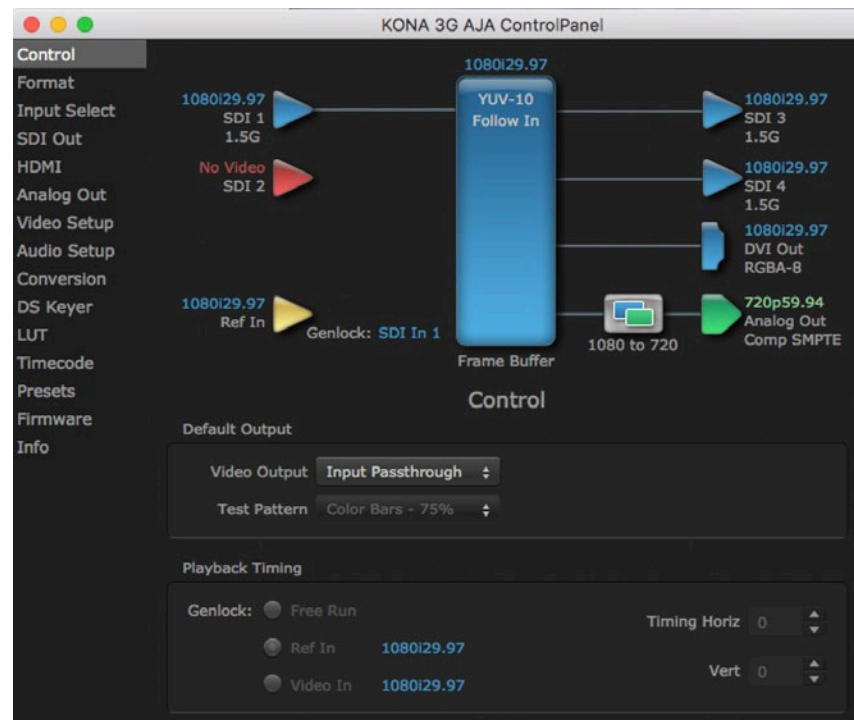 KONA 3G AJA ControlPanel
Control
Format
Input Select
SDI Out
HDMI
Analog Out
Video Setup
Audio Setup
Conversion
DS Keyer
LUT
Timecode
Presets
Firmware
Info
1080i29.97
1080i29.97
SDI 1
1.5G
No Video
SDI 2
1080i29.97
Ref In
Genlock: SDI In 1
YUV-10
Follow In
Frame Buffer
1080i29.97
SDI 3
1.5G
1080i29.97
SDI 4
1.5G
1080i29.97
DVI Out
RGBA-8
1080 to 720
720p59.94
Analog Out
Comp SMPTE
Control
Default Output
Video Output Input Passthrough
Test Pattern Color Bars - 75%
Playback Timing
Genlock: Free Run
Ref In 1080i29.97
Video In 1080i29.97
Timing Horiz 0
Vert 0